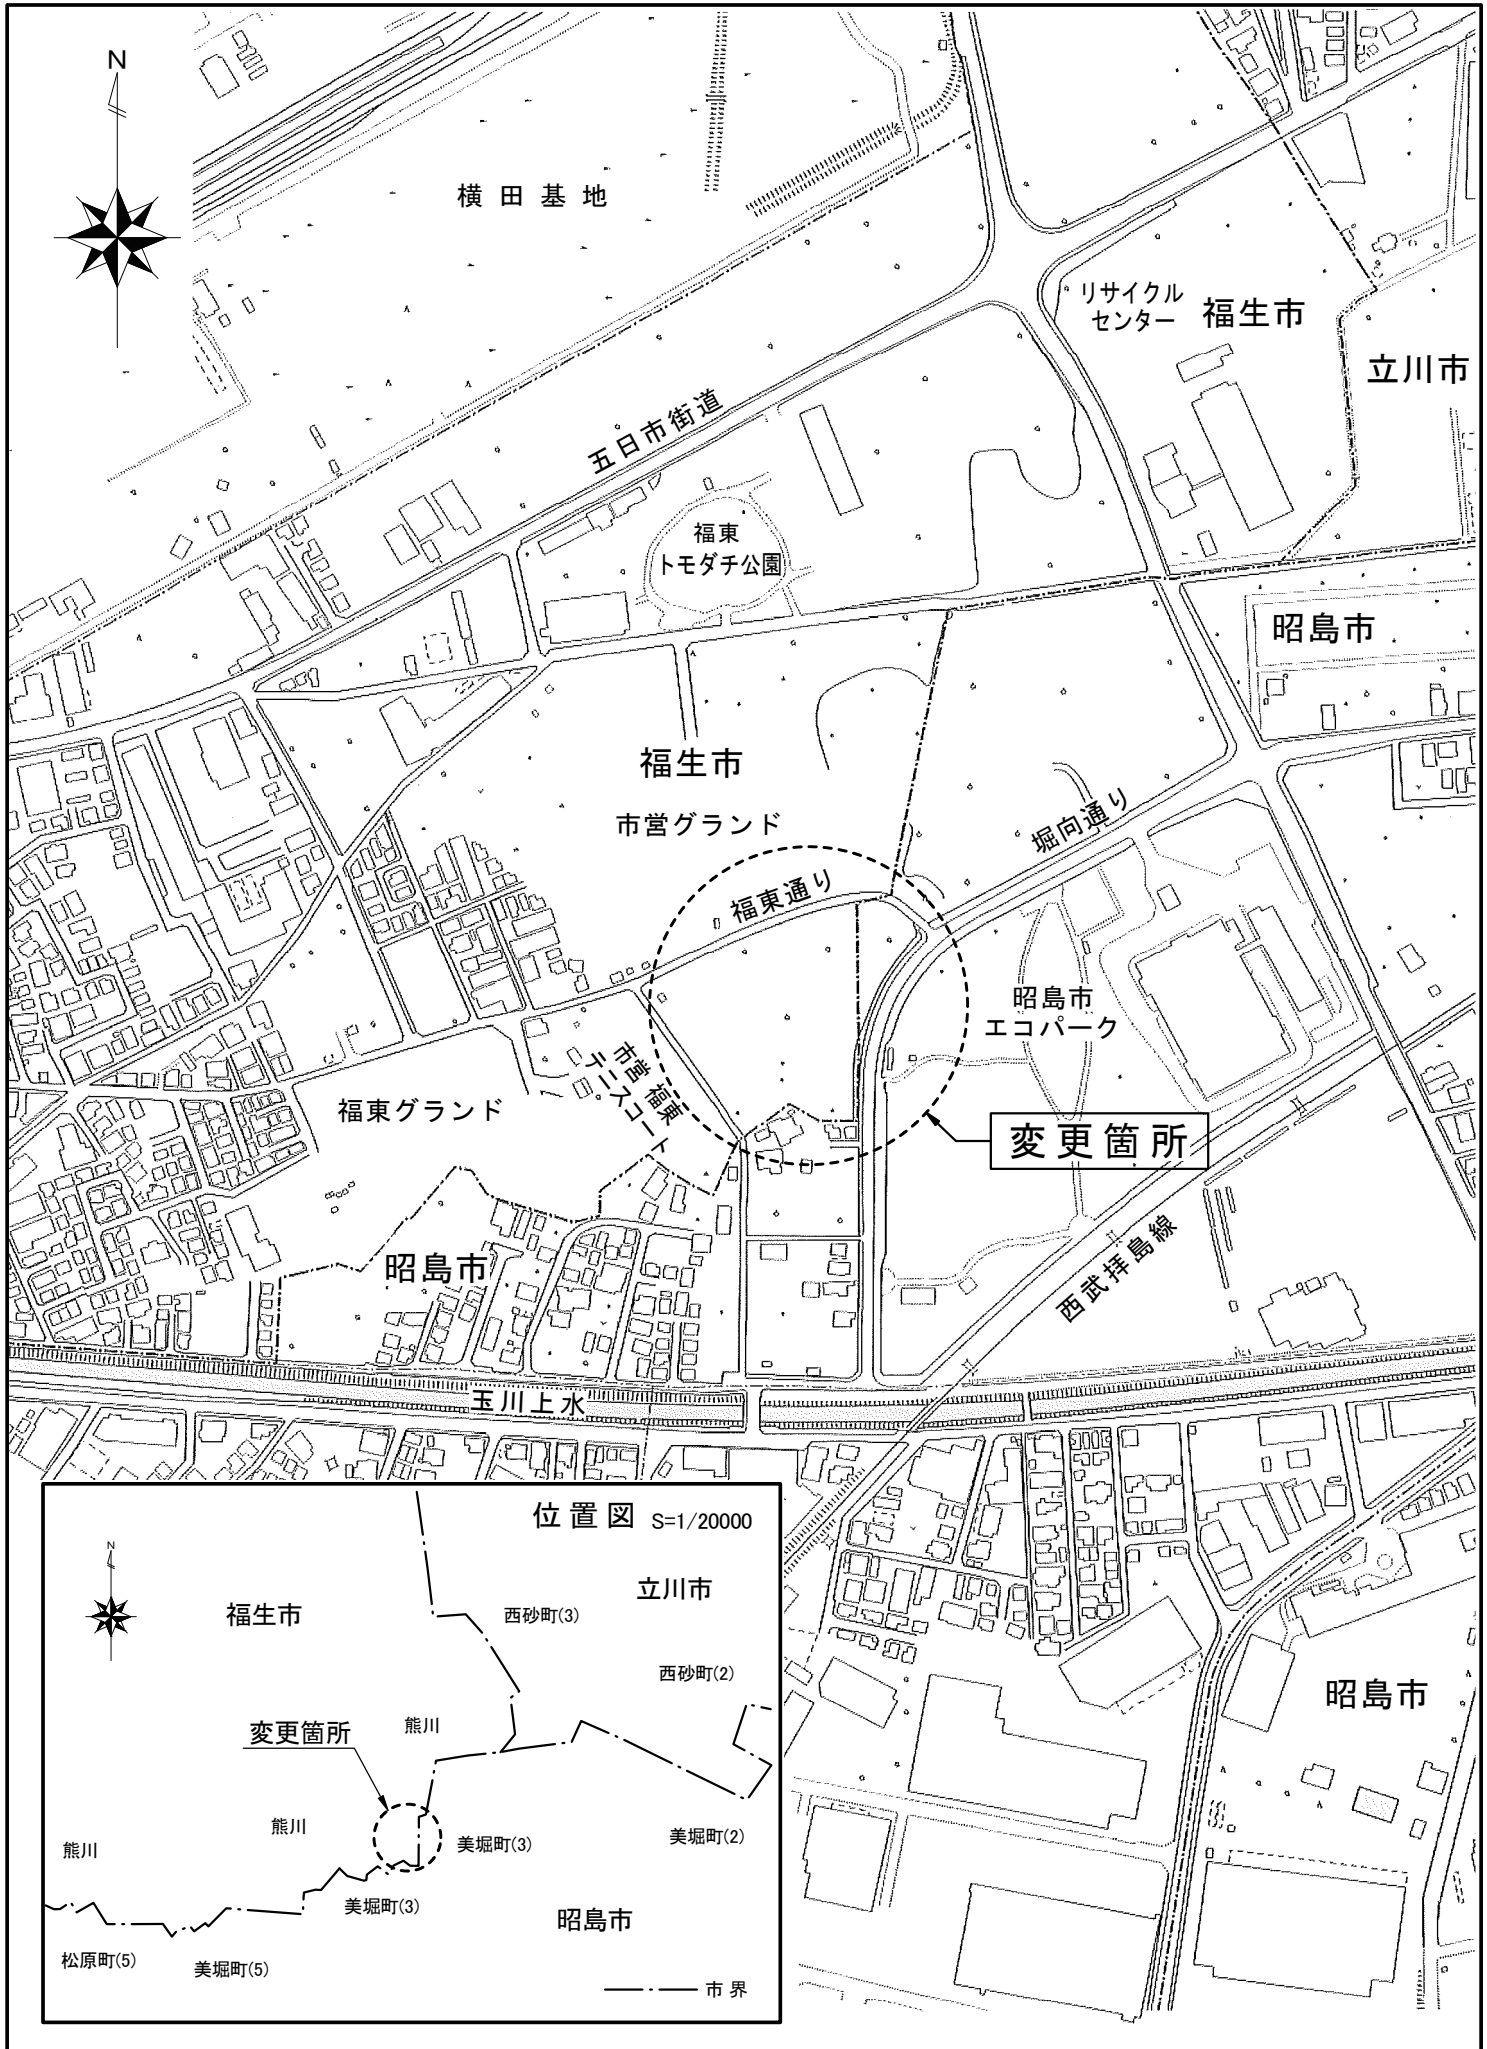 N
横田基地
リサイクル
センター
福生市
立川市
五日市街道
福東
トモダチ公園
昭島市
福生市
市営グランド
堀向通り
福東通り
昭島市
エコパーク
市営福東
テニスコート
福東グランド
変更箇所
昭島市
西武拝島線
玉川上水
位置図 S=1/20000
N
立川市
福生市
西砂町(3)
西砂町(2)
昭島市
熊川
変更箇所
熊川
熊川
美堀町(3)
美堀町(2)
美堀町(3)
昭島市
松原町(5)
美堀町(5)
市界